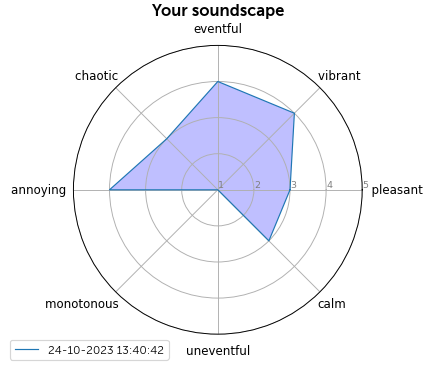 Your soundscape
eventful
chaotic
vibrant
annoying
1
2
3
4
5
pleasant
monotonous
calm
uneventful
24-10-2023 13:40:42